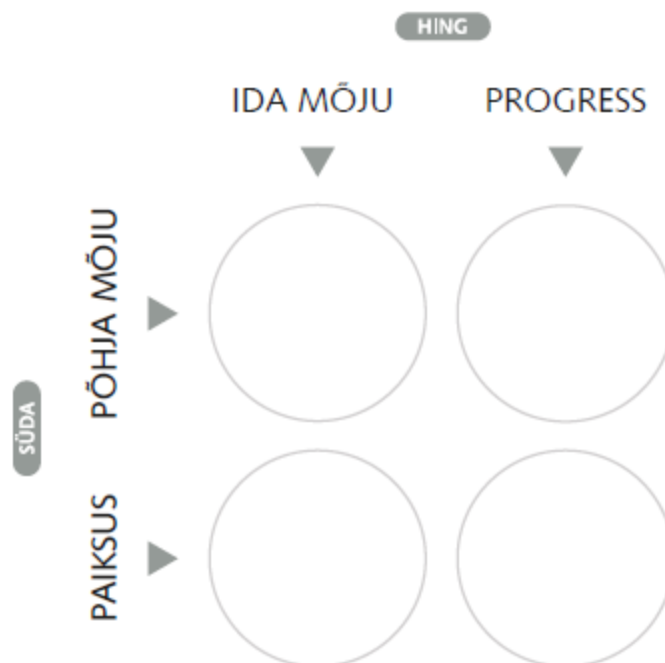 HING
IDA MÕJU
PROGRESS
PÕHJA MÕJU
SÜDA
PAIKSUS